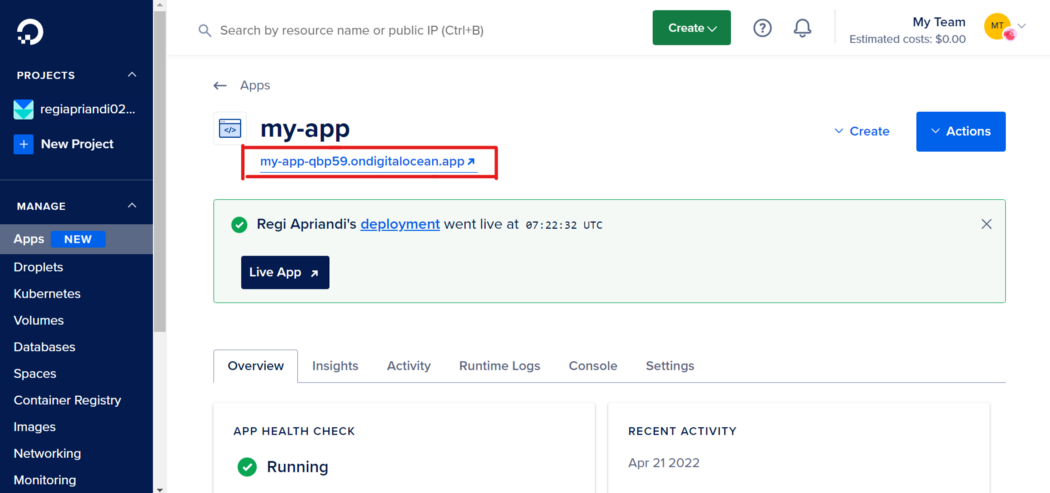 Search by resource name or public IP (Ctrl+B)
Create
?
My Team
Estimated costs: $0.00
MT
PROJECTS
regiapriandi02...
+ New Project
MANAGE
Apps NEW
Droplets
Kubernetes
Volumes
Databases
Spaces
Container Registry
Images
Networking
Monitoring
← Apps
</>
my-app
my-app-qbp59.ondigitalocean.app
Create
Actions
Regi Apriandi's deployment went live at 07:22:32 UTC
Live App
Overview Insights Activity Runtime Logs Console Settings
APP HEALTH CHECK
Running
RECENT ACTIVITY
Apr 21 2022